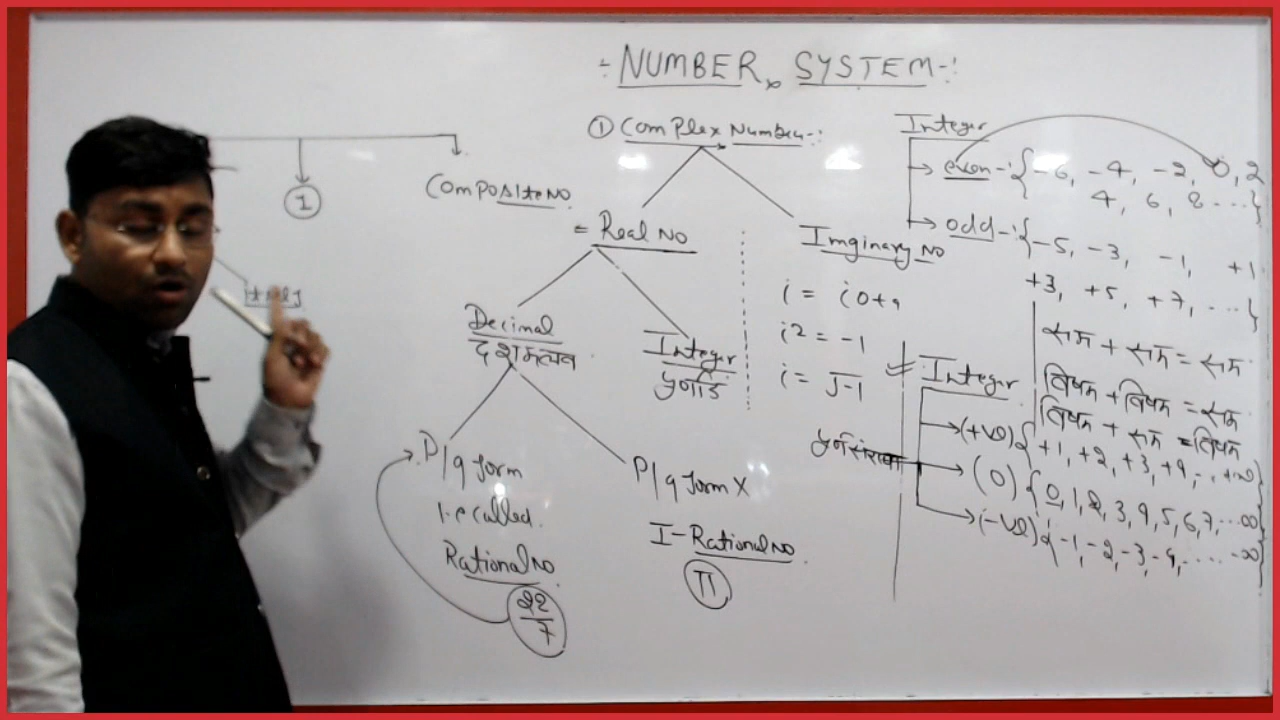 ÷ NUMBER SYSTEM -:
① Complex Number -:
1
Composite NO.
= Real NO
Imginary NO
i = iota
i2 = -1
i = √-1
Decimal
दशमलव
Integer
पूर्णांक
P/q form
i.e called.
Rational NO
22/7
P/q form X
I-Rational NO
π
Integer
→ even -: {-6, -4, -2, 0, 2
4, 6, 8 ....}
→ odd -: {-5, -3, -1, +1
+3, +5, +7, ....}
सम + सम = सम
विषम + विषम = सम
विषम + सम = विषम
Integer
→ (+ve) { +1, +2, +3, +4, .., +∞}
→ (0) { 0, 1, 2, 3, 4, 5, 6, 7, ...∞}
→ (-ve) { -1, -2, -3, -4, ..... -∞}